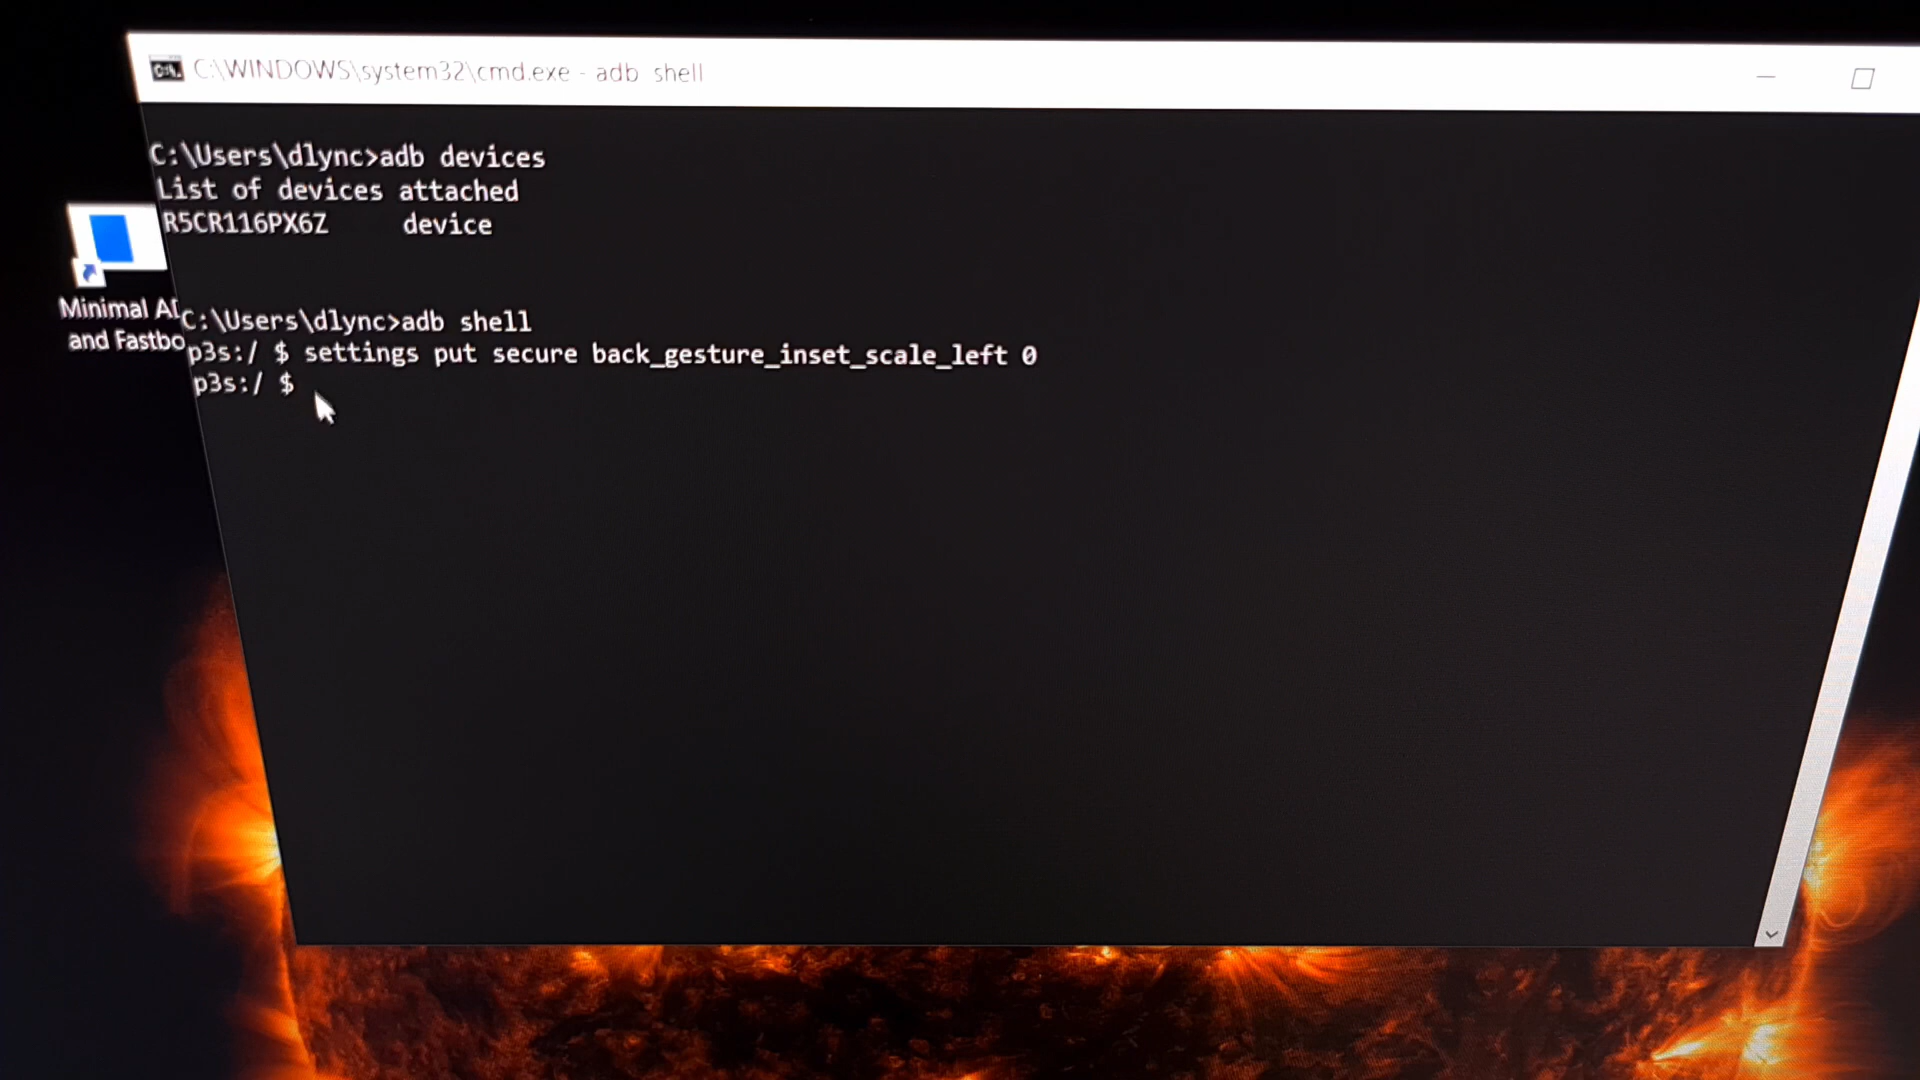 C:\WINDOWS\system32\cmd.exe - adb shell
C:\Users\dlync>adb devices
List of devices attached
R5CR116PX6Z device
C:\Users\dlync>adb shell
p3s:/ $ settings put secure back_gesture_inset_scale_left 0
p3s:/ $
Minimal AD
and Fastbo